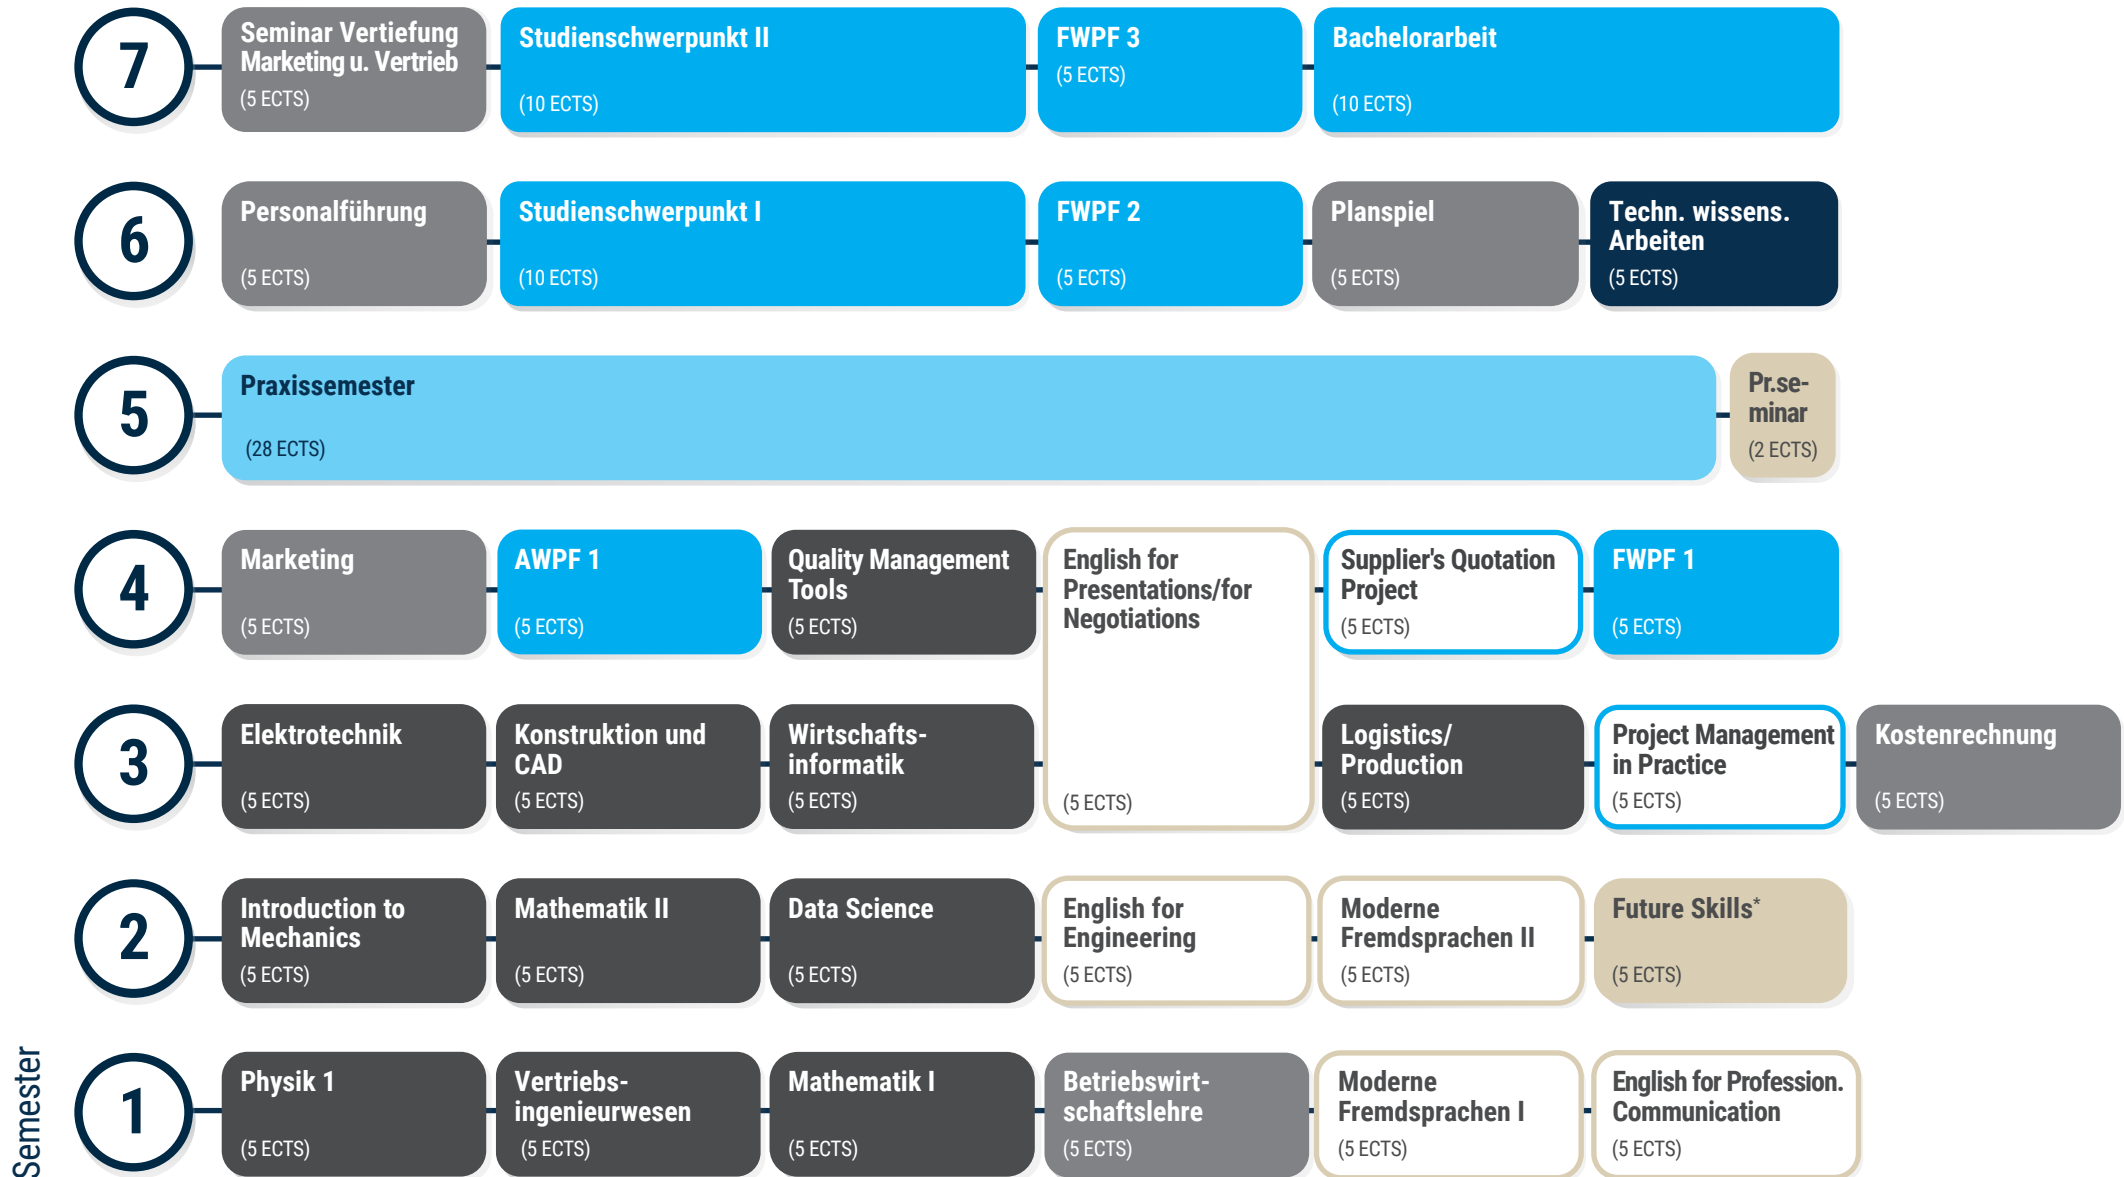 7
Seminar Vertiefung
Marketing u. Vertrieb
(5 ECTS)
Studienschwerpunkt II
(10 ECTS)
FWPF 3
(5 ECTS)
Bachelorarbeit
(10 ECTS)
6
Personalführung
(5 ECTS)
Studienschwerpunkt I
(10 ECTS)
FWPF 2
(5 ECTS)
Planspiel
(5 ECTS)
Techn. wissens.
Arbeiten
(5 ECTS)
5
Praxissemester
(28 ECTS)
Pr.se-
minar
(2 ECTS)
4
Marketing
(5 ECTS)
AWPF 1
(5 ECTS)
Quality Management
Tools
(5 ECTS)
English for
Presentations/for
Negotiations
(5 ECTS)
Supplier's Quotation
Project
(5 ECTS)
FWPF 1
(5 ECTS)
3
Elektrotechnik
(5 ECTS)
Konstruktion und
CAD
(5 ECTS)
Wirtschafts-
informatik
(5 ECTS)
Logistics/
Production
(5 ECTS)
Project Management
in Practice
(5 ECTS)
Kostenrechnung
(5 ECTS)
2
Introduction to
Mechanics
(5 ECTS)
Mathematik II
(5 ECTS)
Data Science
(5 ECTS)
English for
Engineering
(5 ECTS)
Moderne
Fremdsprachen II
(5 ECTS)
Future Skills*
(5 ECTS)
Semester
1
Physik 1
(5 ECTS)
Vertriebs-
ingenieurwesen
(5 ECTS)
Mathematik I
(5 ECTS)
Betriebswirt-
schaftslehre
(5 ECTS)
Moderne
Fremdsprachen I
(5 ECTS)
English for Profession.
Communication
(5 ECTS)